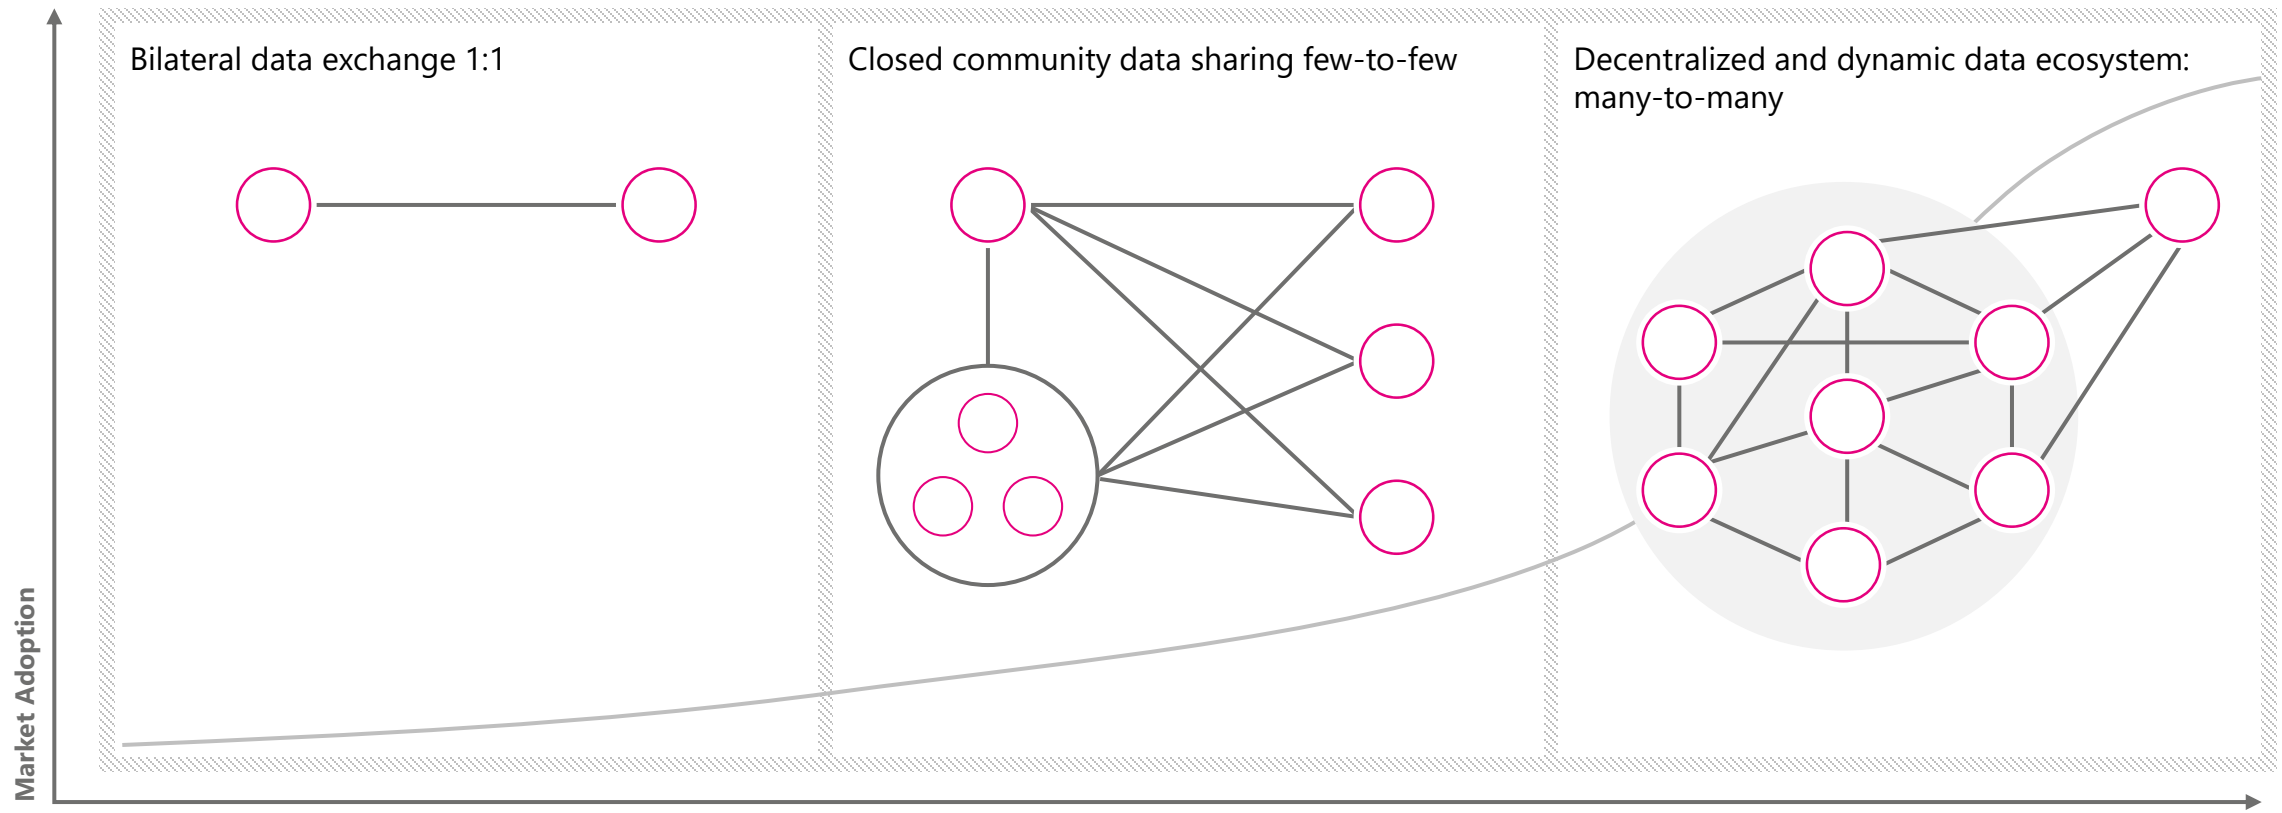 Bilateral data exchange 1:1
Closed community data sharing few-to-few
Decentralized and dynamic data ecosystem:
many-to-many
Market Adoption